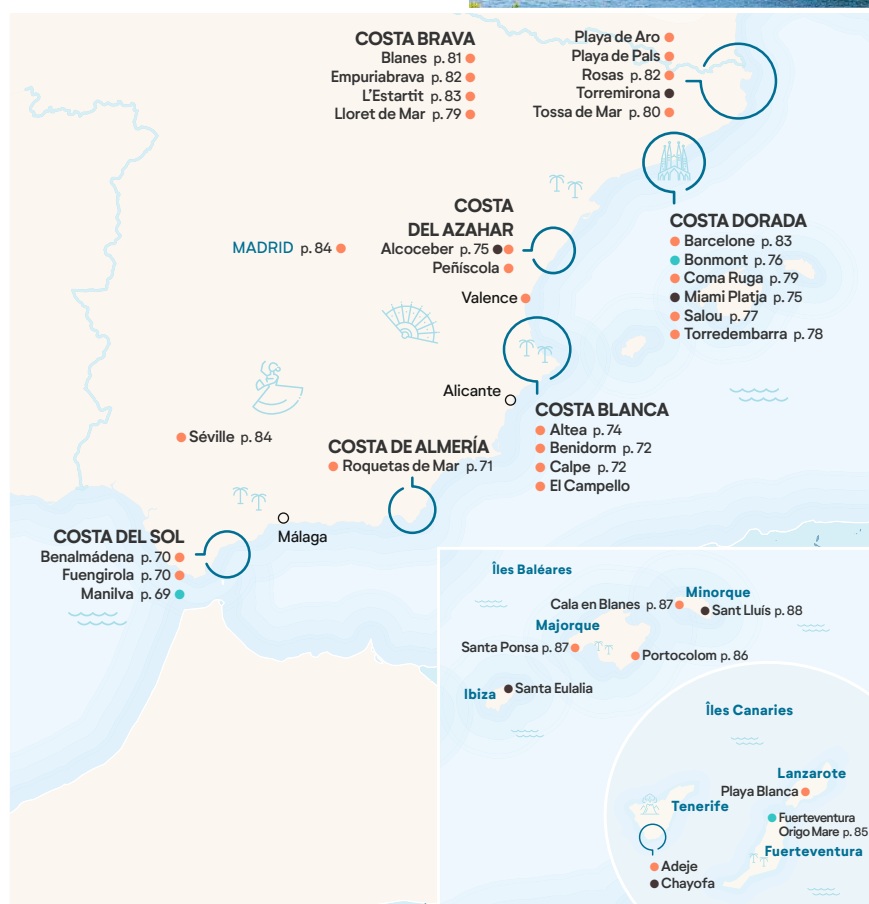 COSTA BRAVA
Blanes p. 81
Empuriabrava p. 82
L'Estartit p. 83
Lloret de Mar p. 79
Playa de Aro
Playa de Pals
Rosas p. 82
Torremirona
Tossa de Mar p. 80
COSTA
DEL AZAHAR
Alcoceber p. 75
Peñíscola
MADRID p. 84
Valence
COSTA DORADA
Barcelone p. 83
Bonmont p. 76
Coma Ruga p. 79
Miami Platja p. 75
Salou p. 77
Torredembarra p. 78
Alicante
COSTA BLANCA
Altea p. 74
Benidorm p. 72
Calpe p. 72
El Campello
Séville p. 84
COSTA DE ALMERÍA
Roquetas de Mar p. 71
Málaga
COSTA DEL SOL
Benalmádena p. 70
Fuengirola p. 70
Manilva p. 69
Îles Baléares
Minorque
Cala en Blanes p. 87
Sant Lluís p. 88
Majorque
Santa Ponsa p. 87
Portocolom p. 86
Ibiza
Santa Eulalia
Îles Canaries
Lanzarote
Playa Blanca
Tenerife
Fuerteventura
Origo Mare p. 85
Fuerteventura
Adeje
Chayofa